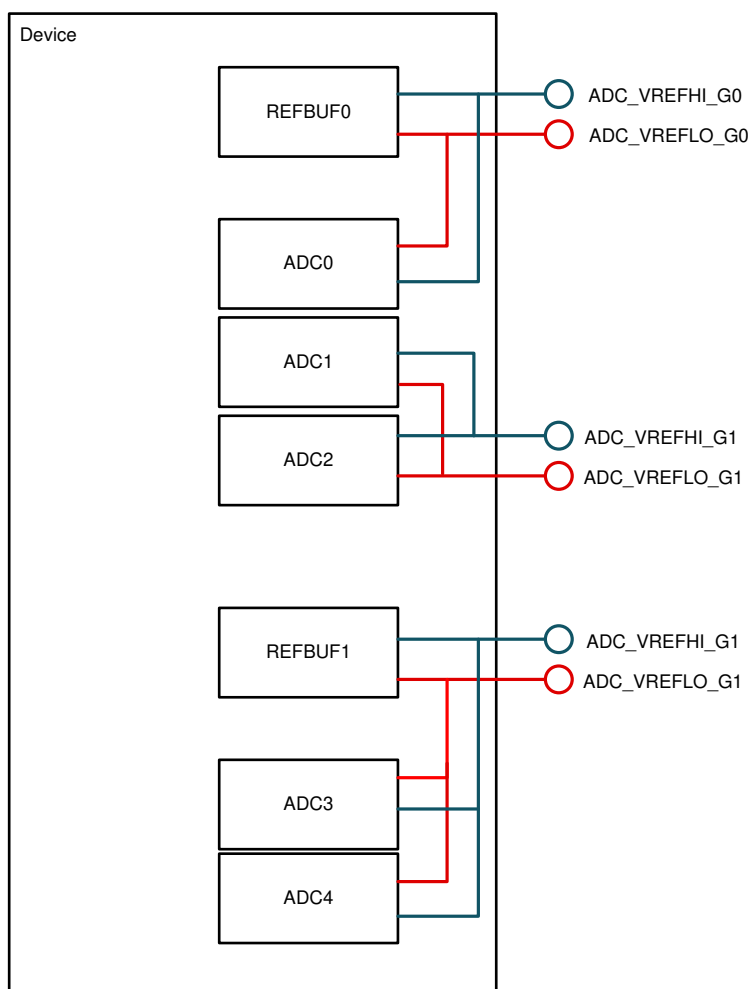 Device
REFBUF0
ADC_VREFHI_G0
ADC_VREFLO_G0
ADC0
ADC1
ADC2
ADC_VREFHI_G1
ADC_VREFLO_G1
REFBUF1
ADC_VREFHI_G1
ADC_VREFLO_G1
ADC3
ADC4